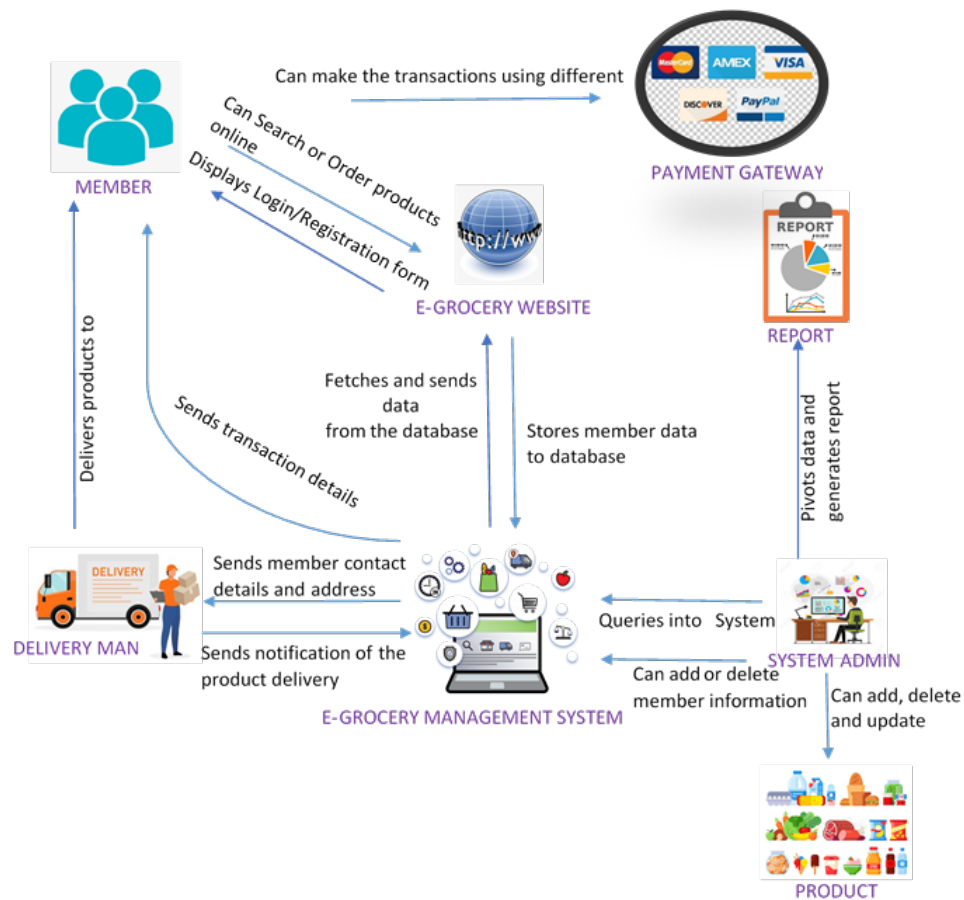 Can make the transactions using different
MasterCard
AMEX
VISA
DISCOVER
PayPal
PAYMENT GATEWAY
MEMBER
Can Search or Order products
online
Displays Login/Registration form
http://ww
E-GROCERY WEBSITE
REPORT
REPORT
Delivers products to
Sends transaction details
Fetches and sends
data
from the database
Stores member data
to database
Pivots data and
generates report
DELIVERY
DELIVERY MAN
Sends member contact
details and address
Sends notification of the
product delivery
E-GROCERY MANAGEMENT SYSTEM
Queries into System
SYSTEM ADMIN
Can add or delete
member information
Can add, delete
and update
PRODUCT